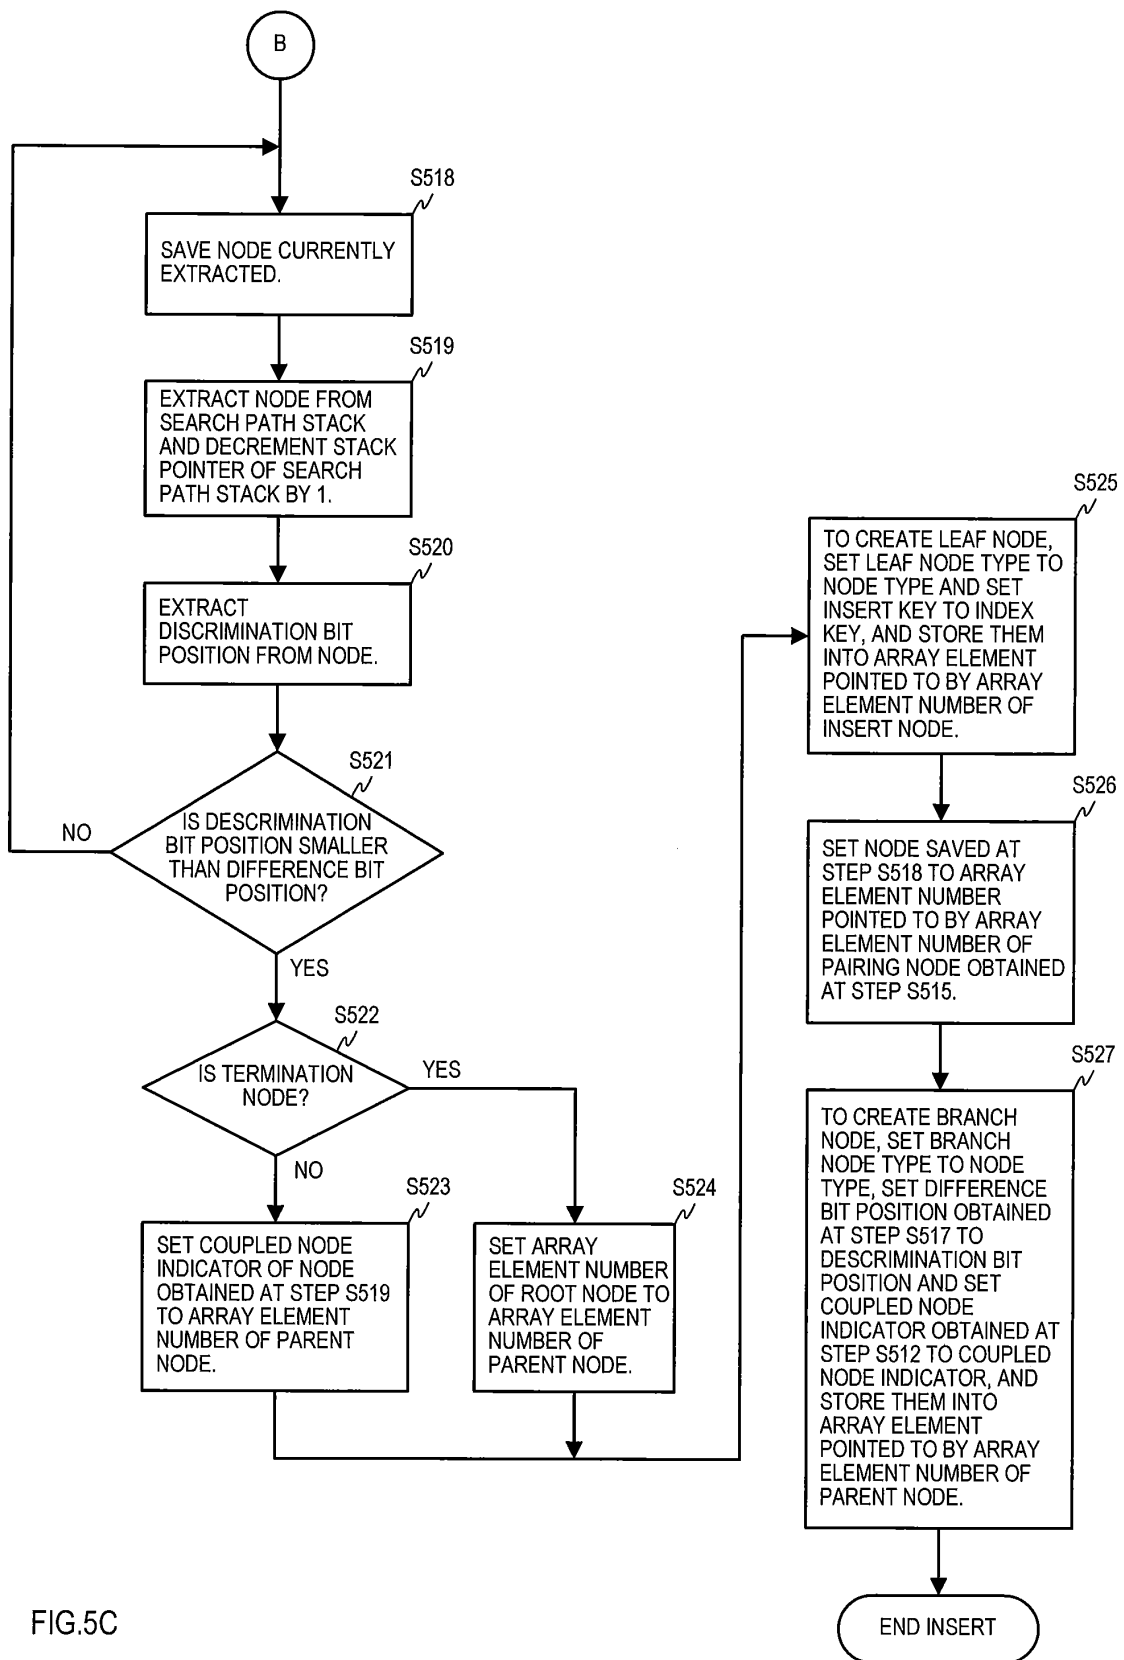 B
S518
SAVE NODE CURRENTLY
EXTRACTED.
S519
EXTRACT NODE FROM
SEARCH PATH STACK
AND DECREMENT STACK
POINTER OF SEARCH
PATH STACK BY 1.
S520
EXTRACT
DISCRIMINATION BIT
POSITION FROM NODE.
S521
IS DESCRIMINATION
BIT POSITION SMALLER
THAN DIFFERENCE BIT
POSITION?
NO
YES
S522
IS TERMINATION
NODE?
YES
NO
S523
SET COUPLED NODE
INDICATOR OF NODE
OBTAINED AT STEP S519
TO ARRAY ELEMENT
NUMBER OF PARENT
NODE.
S524
SET ARRAY
ELEMENT NUMBER
OF ROOT NODE TO
ARRAY ELEMENT
NUMBER OF
PARENT NODE.
S525
TO CREATE LEAF NODE,
SET LEAF NODE TYPE TO
NODE TYPE AND SET
INSERT KEY TO INDEX
KEY, AND STORE THEM
INTO ARRAY ELEMENT
POINTED TO BY ARRAY
ELEMENT NUMBER OF
INSERT NODE.
S526
SET NODE SAVED AT
STEP S518 TO ARRAY
ELEMENT NUMBER
POINTED TO BY ARRAY
ELEMENT NUMBER OF
PAIRING NODE OBTAINED
AT STEP S515.
S527
TO CREATE BRANCH
NODE, SET BRANCH
NODE TYPE TO NODE
TYPE, SET DIFFERENCE
BIT POSITION OBTAINED
AT STEP S517 TO
DESCRIMINATION BIT
POSITION AND SET
COUPLED NODE
INDICATOR OBTAINED AT
STEP S512 TO COUPLED
NODE INDICATOR, AND
STORE THEM INTO
ARRAY ELEMENT
POINTED TO BY ARRAY
ELEMENT NUMBER OF
PARENT NODE.
END INSERT
FIG.5C